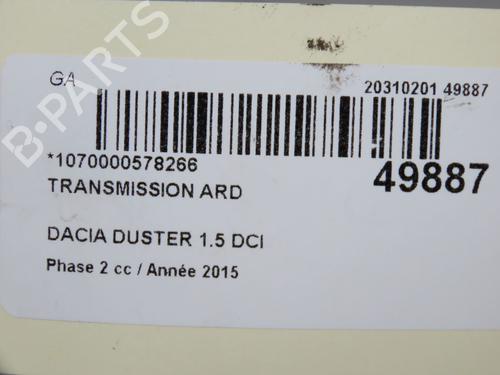 GA
20310201 49887
*1070000578266
49887
TRANSMISSION ARD
DACIA DUSTER 1.5 DCI
Phase 2 cc / Année 2015
B-PARTS